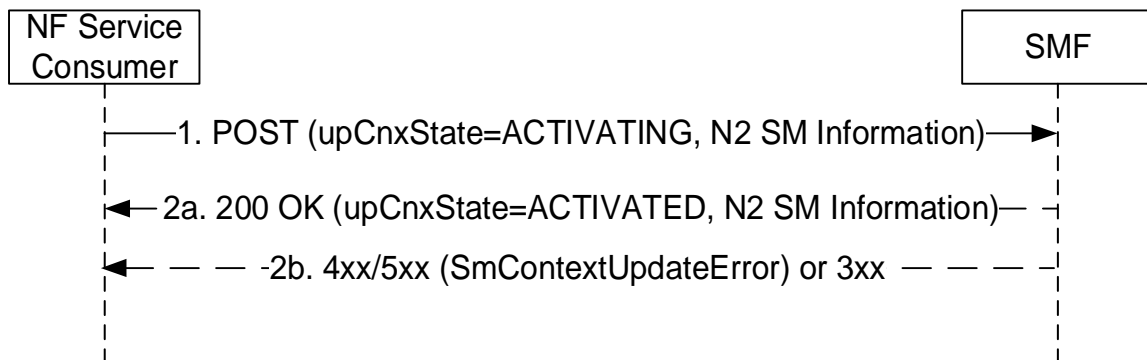 NF Service
Consumer
SMF
1. POST (upCnxState=ACTIVATING, N2 SM Information)
2a. 200 OK (upCnxState=ACTIVATED, N2 SM Information)
2b. 4xx/5xx (SmContextUpdateError) or 3xx